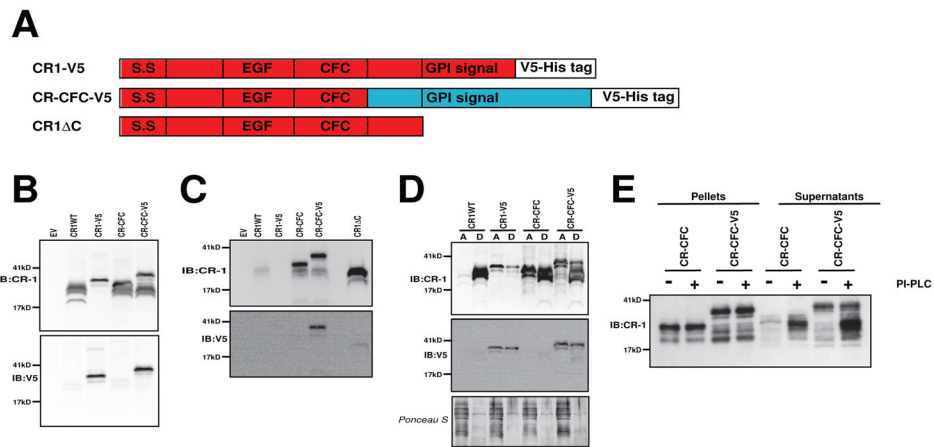 A
CR1-V5 S.S EGF CFC GPI signal V5-His tag
CR-CFC-V5 S.S EGF CFC GPI signal V5-His tag
CR1ΔC S.S EGF CFC
B
EV CR1WT CR1-V5 CR-CFC CR-CFC-V5
41kD
B:CR-1
17kD
41kD
IB:V5
17kD
C
EV CR1WT CR1-V5 CR-CFC CR-CFC-V5 CR1ΔC
41kD
IB:CR-1
17kD
41kD
IB:V5
17kD
D
CR1WT CR1-V5 CR-CFC CR-CFC-V5
A D A D A D A D
41kD
IB:CR-1
17kD
41kD
IB:V5
17kD
Ponceau S
E
Pellets Supernatants
CR-CFC CR-CFC-V5 CR-CFC CR-CFC-V5
- + - + - + - + PI-PLC
41kD
IB:CR-1
17kD